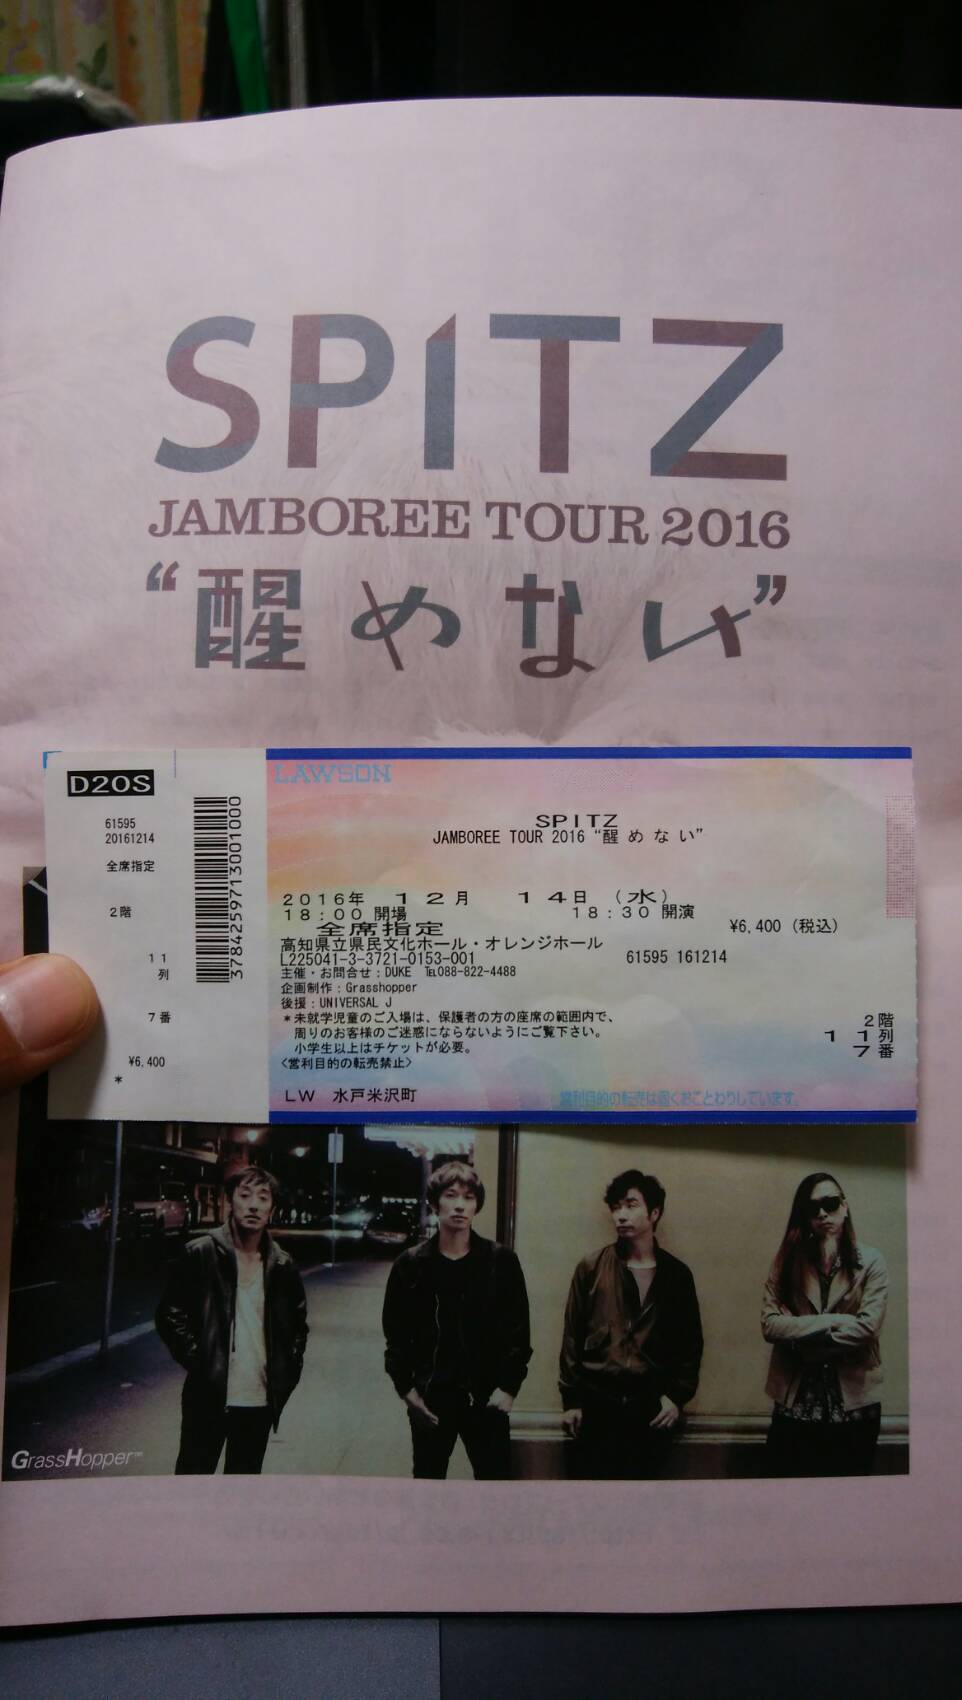 SPITZ
JAMBOREE TOUR 2016
“醒めない”
D20S
61595
20161214
全席指定
2階
11
列
7番
¥6,400
*
3784259713001000
LAWSON
SPITZ
JAMBOREE TOUR 2016 “醒 め な い”
2016年 12月 14日 (水)
18:00 開場 18:30 開演
全席指定 ¥6,400 (税込)
高知県立県民文化ホール・オレンジホール
L225041-3-3721-0153-001 61595 161214
主催・お問合せ:DUKE ℡088-822-4488
企画制作:Grasshopper
後援:UNIVERSAL J
*未就学児童のご入場は、保護者の方の座席の範囲内で、
周りのお客様のご迷惑にならないようにご覧下さい。
小学生以上はチケットが必要。
<営利目的の転売禁止>
2階
11列
7番
LW 水戸米沢町
営利目的の転売は固くおことわりしています。
GrassHopper™